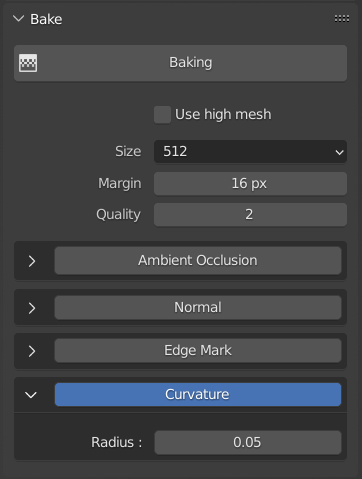 Bake
Baking
Use high mesh
Size 512
Margin 16 px
Quality 2
Ambient Occlusion
Normal
Edge Mark
Curvature
Radius : 0.05